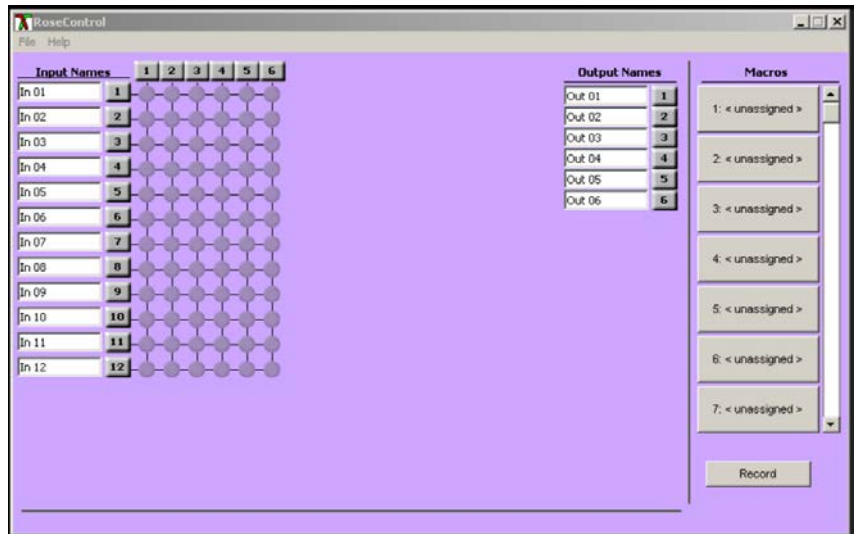 RoseControl
File Help
Input Names 1 2 3 4 5 6
In 01 1
In 02 2
In 03 3
In 04 4
In 05 5
In 06 6
In 07 7
In 08 8
In 09 9
In 10 10
In 11 11
In 12 12
Output Names
Out 01 1
Out 02 2
Out 03 3
Out 04 4
Out 05 5
Out 06 6
Macros
1: < unassigned >
2: < unassigned >
3: < unassigned >
4: < unassigned >
5: < unassigned >
6: < unassigned >
7: < unassigned >
Record